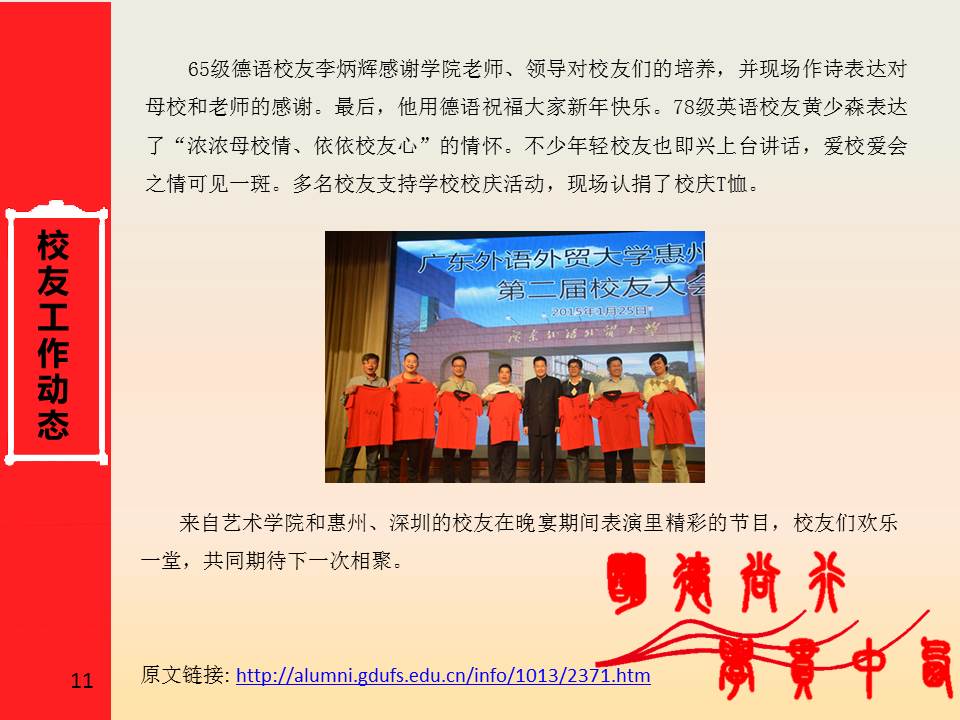 65级德语校友李炳辉感谢学院老师、领导对校友们的培养，并现场作诗表达对
母校和老师的感谢。最后，他用德语祝福大家新年快乐。78级英语校友黄少森表达
了“浓浓母校情、依依校友心”的情怀。不少年轻校友也即兴上台讲话，爱校爱会
之情可见一斑。多名校友支持学校校庆活动，现场认捐了校庆T恤。
校友工作动态
广东外语外贸大学惠州
第二届校友大会
2015年1月25日
广东外语外贸大学
来自艺术学院和惠州、深圳的校友在晚宴期间表演里精彩的节目，校友们欢乐
一堂，共同期待下一次相聚。
明德尚行
學貫中西
原文链接: http://alumni.gdufs.edu.cn/info/1013/2371.htm
11